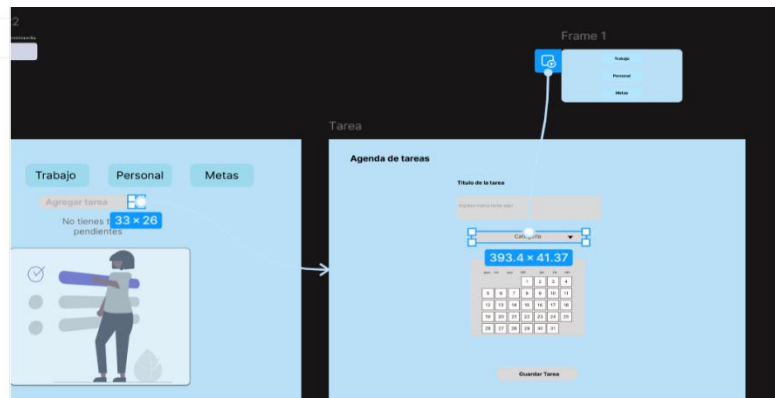 2
Frame 1
Trabajo
Personal
Metas
Tarea
Agenda de tareas
Trabajo Personal Metas
Agregar tarea
33 × 26
No tienes t
pendientes
Título de la tarea
Categoría
393.4 × 41.37
1 2 3 4
5 6 7 8 9 10 11
12 13 14 15 16 17 18
19 20 21 22 23 24 25
26 27 28 29 30 31
Guardar Tarea